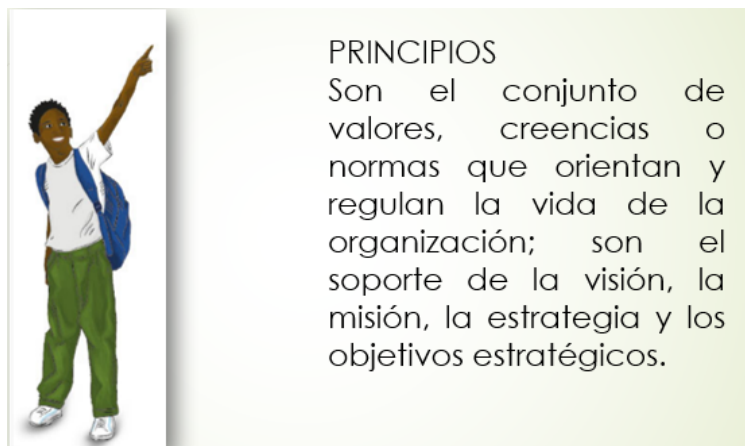 PRINCIPIOS
Son el conjunto de
valores, creencias o
normas que orientan y
regulan la vida de la
organización; son el
soporte de la visión, la
misión, la estrategia y los
objetivos estratégicos.